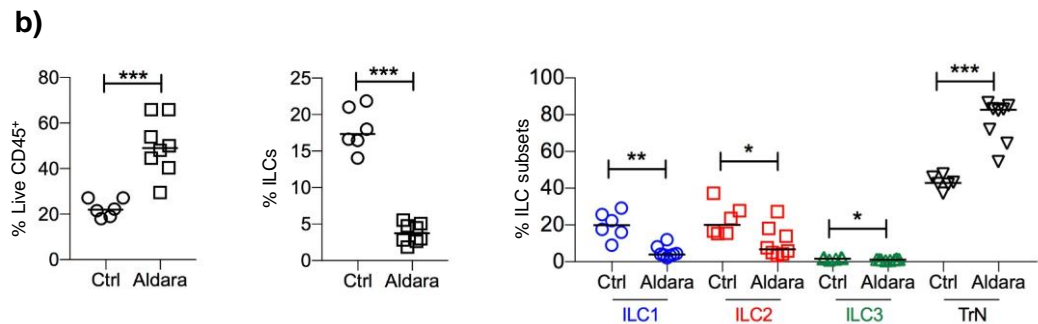 b)
% Live CD45+
80
60
40
20
0
***
Ctrl Aldara
% ILCs
25
20
15
10
5
0
***
Ctrl Aldara
% ILC subsets
100
80
60
40
20
0
**
*
*
***
Ctrl Aldara Ctrl Aldara Ctrl Aldara Ctrl Aldara
ILC1 ILC2 ILC3 TrN